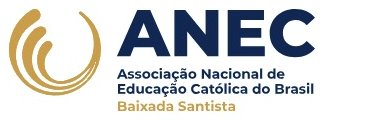 ANEC
Associação Nacional de
Educação Católica do Brasil
Baixada Santista